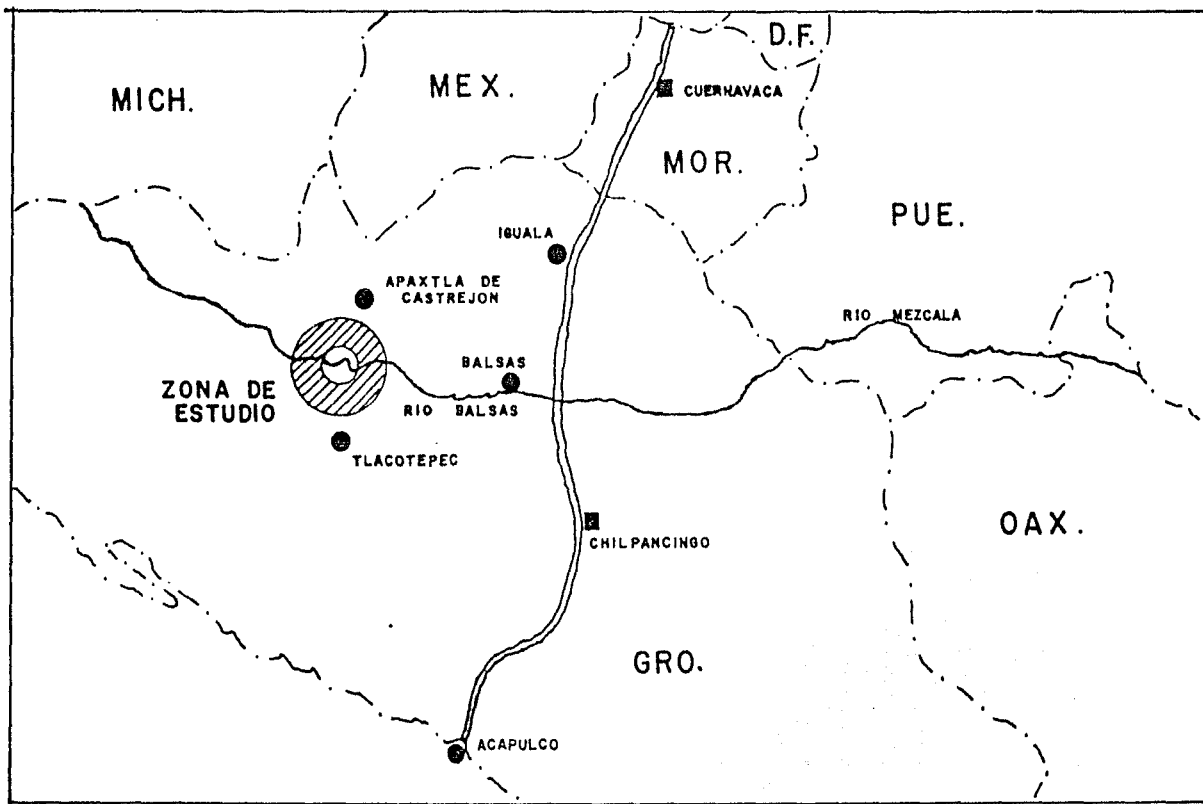 D.F.
MICH.
MEX.
CUERNAVACA
MOR.
PUE.
IGUALA
APAXTLA DE
CASTREJON
RIO MEZCALA
BALSAS
ZONA DE
ESTUDIO
RIO BALSAS
TLACOTEPEC
CHILPANCINGO
OAX.
GRO.
ACAPULCO